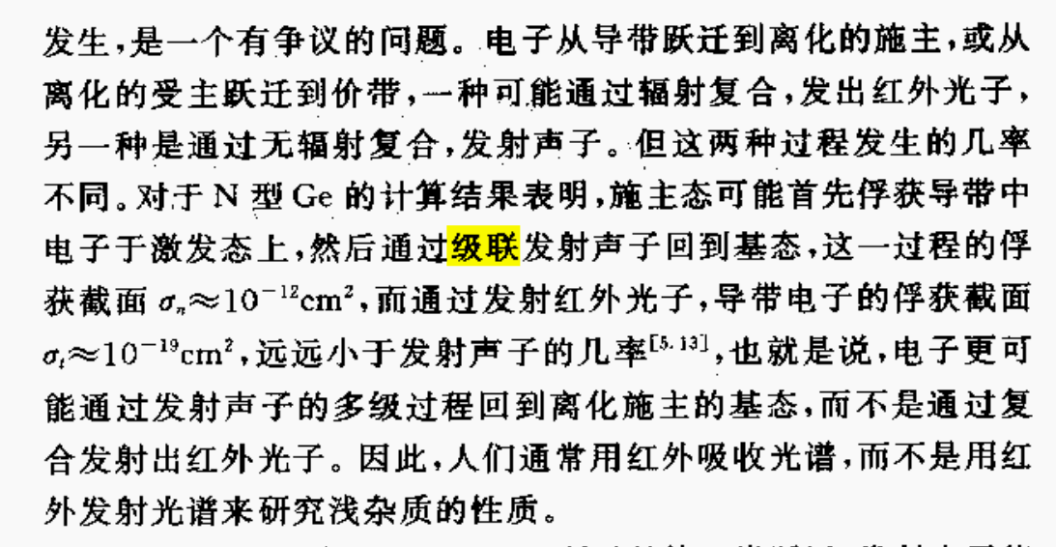 发生,是一个有争议的问题。电子从导带跃迁到离化的施主,或从
离化的受主跃迁到价带,一种可能通过辐射复合,发出红外光子,
另一种是通过无辐射复合,发射声子。但这两种过程发生的几率
不同。对于 N 型 Ge 的计算结果表明,施主态可能首先俘获导带中
电子于激发态上,然后通过级联发射声子回到基态,这一过程的俘
获截面 σₙ≈10⁻¹²cm²,而通过发射红外光子,导带电子的俘获截面
≈10⁻¹⁹cm²,远远小于发射声子的几率[5.13],也就是说,电子更可
能通过发射声子的多级过程回到离化施主的基态,而不是通过复
合发射出红外光子。因此,人们通常用红外吸收光谱,而不是用红
外发射光谱来研究浅杂质的性质。